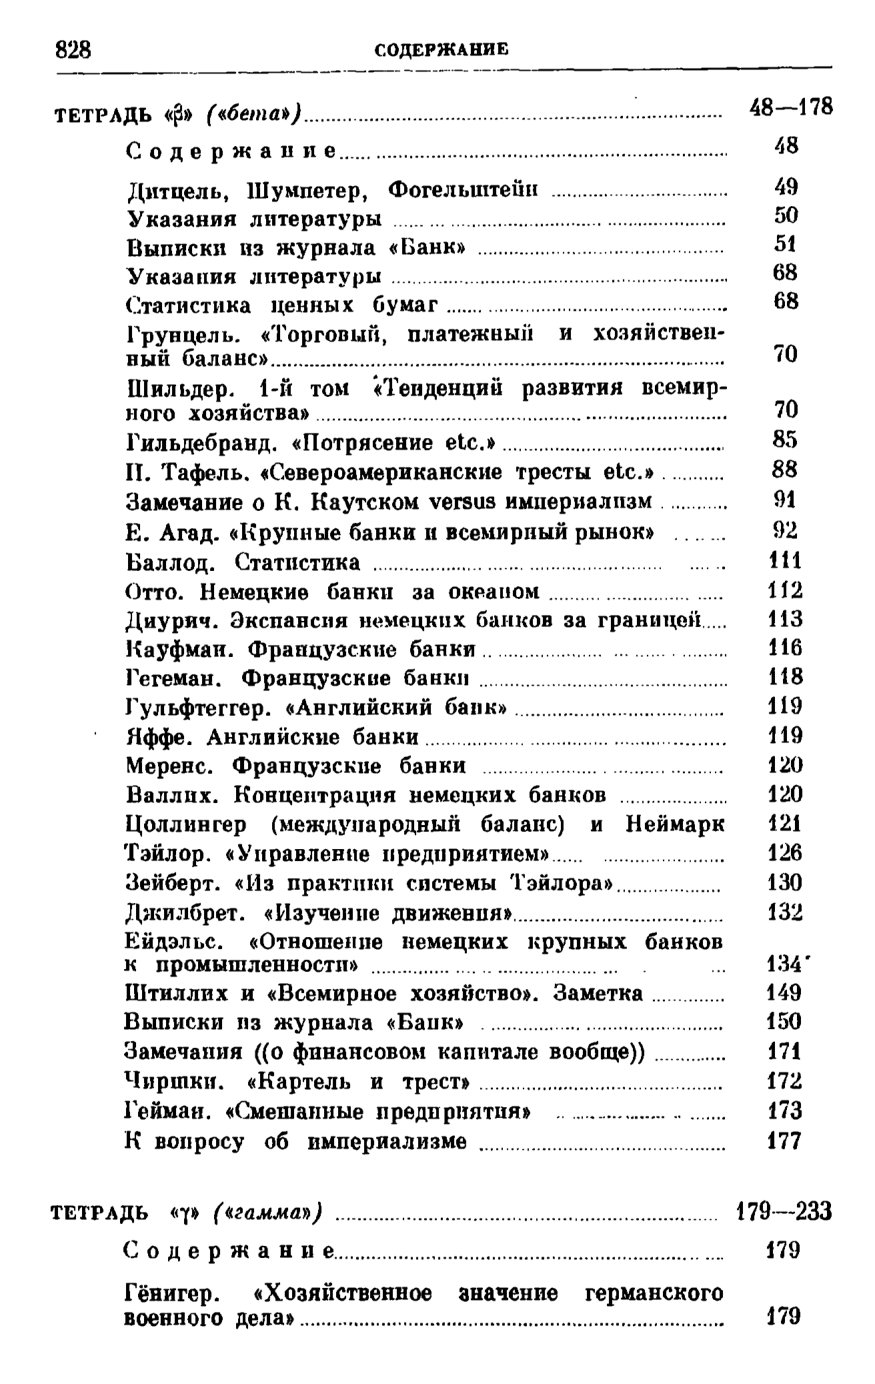 828 СОДЕРЖАНИЕ
ТЕТРАДЬ «β» («бета») 48—178
Содержание 48
Дитцель, Шумпетер, Фогельштейн 49
Указания литературы 50
Выписки из журнала «Банк» 51
Указания литературы 68
Статистика ценных бумаг 68
Грунцель. «Торговый, платежный и хозяйствен-
ный баланс» 70
Шильдер. 1-й том «Тенденций развития всемир-
ного хозяйства» 70
Гильдебранд. «Потрясение etc.» 85
П. Тафель. «Североамериканские тресты etc.» 88
Замечание о К. Каутском versus империализм 91
Е. Агад. «Крупные банки и всемирный рынок» 92
Баллод. Статистика 111
Отто. Немецкие банки за океаном 112
Диурич. Экспансия немецких банков за границей 113
Кауфман. Французские банки 116
Гегеман. Французские банки 118
Гульфтеггер. «Английский банк» 119
Яффе. Английские банки 119
Меренс. Французские банки 120
Валлих. Концентрация немецких банков 120
Цоллингер (международный баланс) и Неймарк 121
Тэйлор. «Управление предприятием» 126
Зейберт. «Из практики системы Тэйлора» 130
Джилбрет. «Изучение движения» 132
Ейдэльс. «Отношение немецких крупных банков
к промышленности» 134
Штиллих и «Всемирное хозяйство». Заметка 149
Выписки из журнала «Банк» 150
Замечания ((о финансовом капитале вообще)) 171
Чиршки. «Картель и трест» 172
Гейман. «Смешанные предприятия» 173
К вопросу об империализме 177
ТЕТРАДЬ «γ» («гамма») 179—233
Содержание 179
Гёнигер. «Хозяйственное значение германского
военного дела» 179